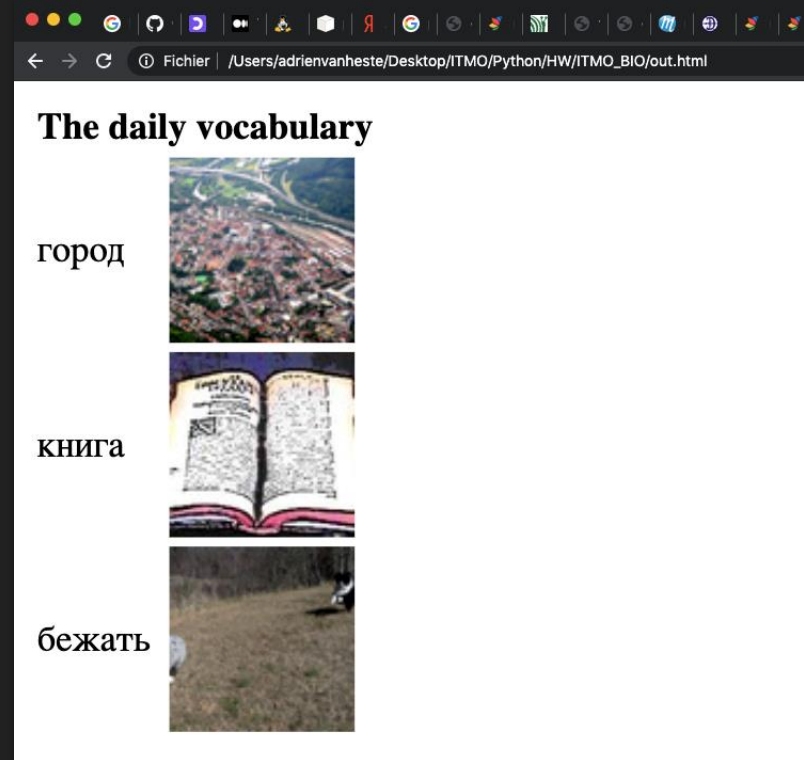 Fichier /Users/adrienvanheste/Desktop/ITMO/Python/HW/ITMO_BIO/out.html
The daily vocabulary
город
книга
бежать